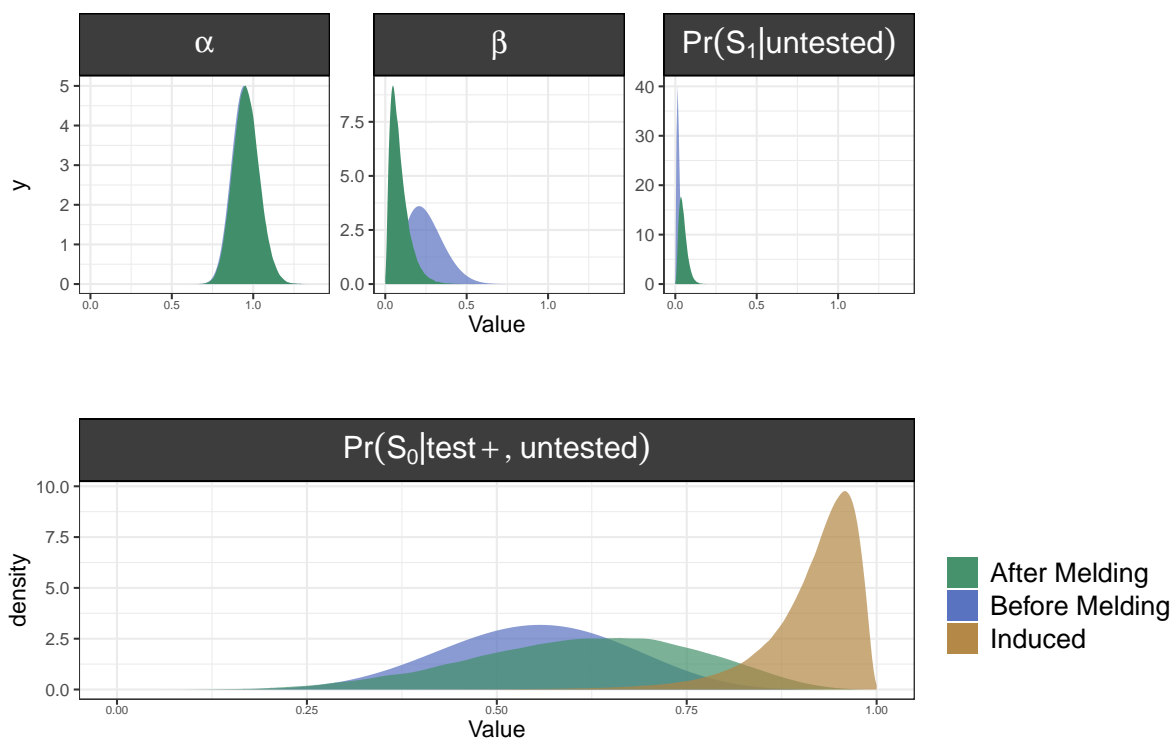 α β Pr(S₁|untested)
y
5
4
3
2
1
0
7.5
5.0
2.5
0.0
40
30
20
10
0
0.0 0.5 1.0 0.0 0.5 1.0 0.0 0.5 1.0
Value
Pr(S₀|test +, untested)
density
10.0
7.5
5.0
2.5
0.0
0.00 0.25 0.50 0.75 1.00
Value
After Melding
Before Melding
Induced